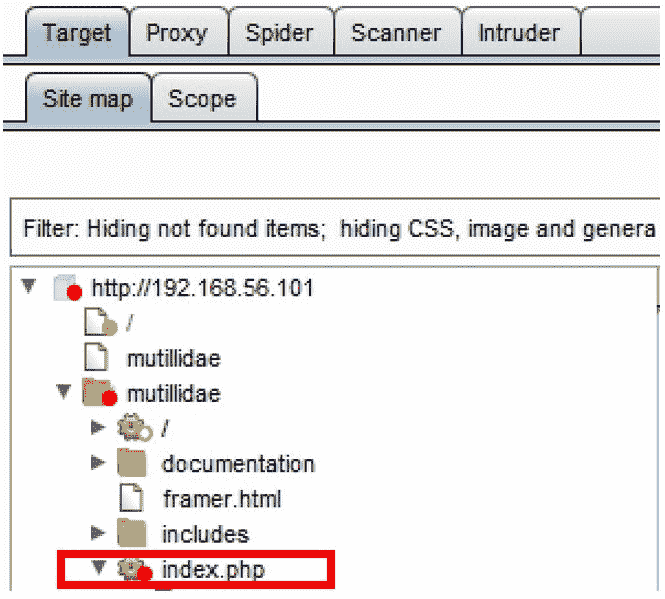 Target Proxy Spider Scanner Intruder
Site map Scope
Filter: Hiding not found items; hiding CSS, image and genera
http://192.168.56.101
/
mutillidae
mutillidae
/
documentation
framer.html
includes
index.php